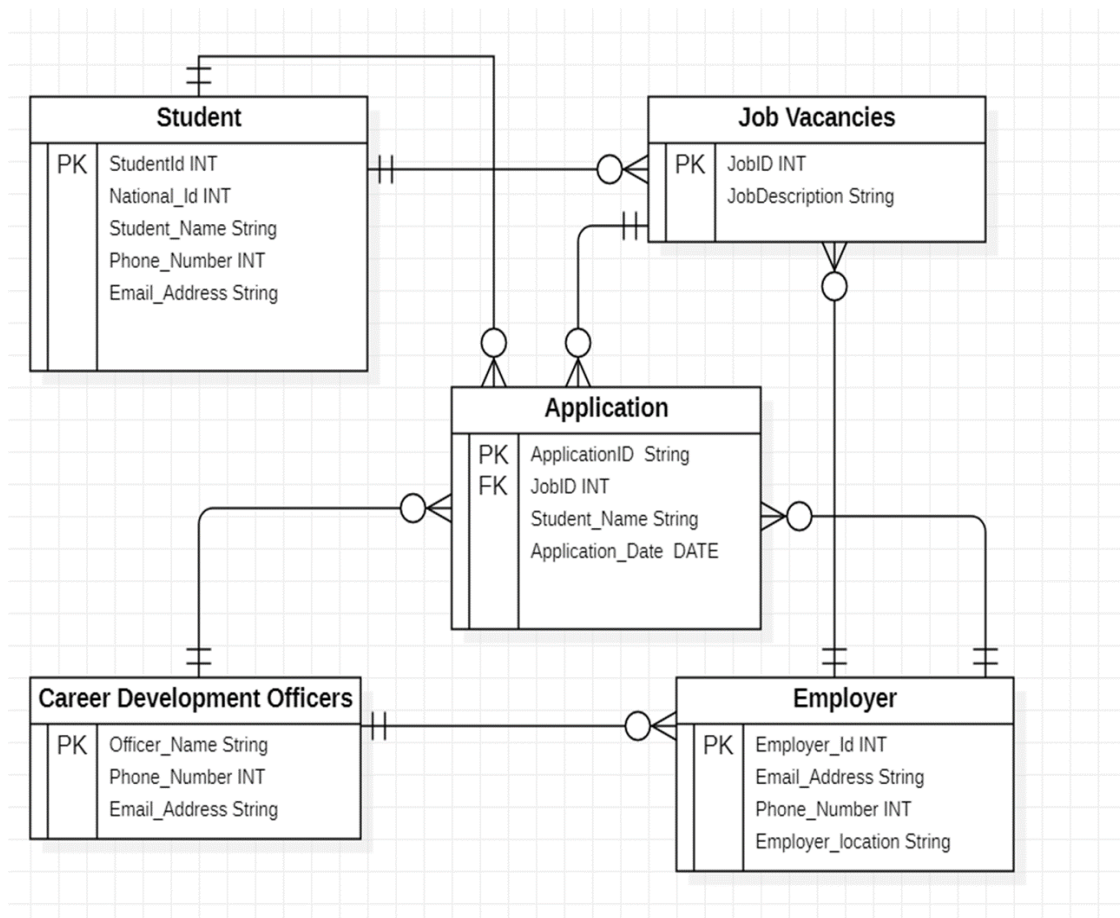 Student
PK StudentId INT
National_Id INT
Student_Name String
Phone_Number INT
Email_Address String
Job Vacancies
PK JobID INT
JobDescription String
Application
PK ApplicationID String
FK JobID INT
Student_Name String
Application_Date DATE
Career Development Officers
PK Officer_Name String
Phone_Number INT
Email_Address String
Employer
PK Employer_Id INT
Email_Address String
Phone_Number INT
Employer_location String